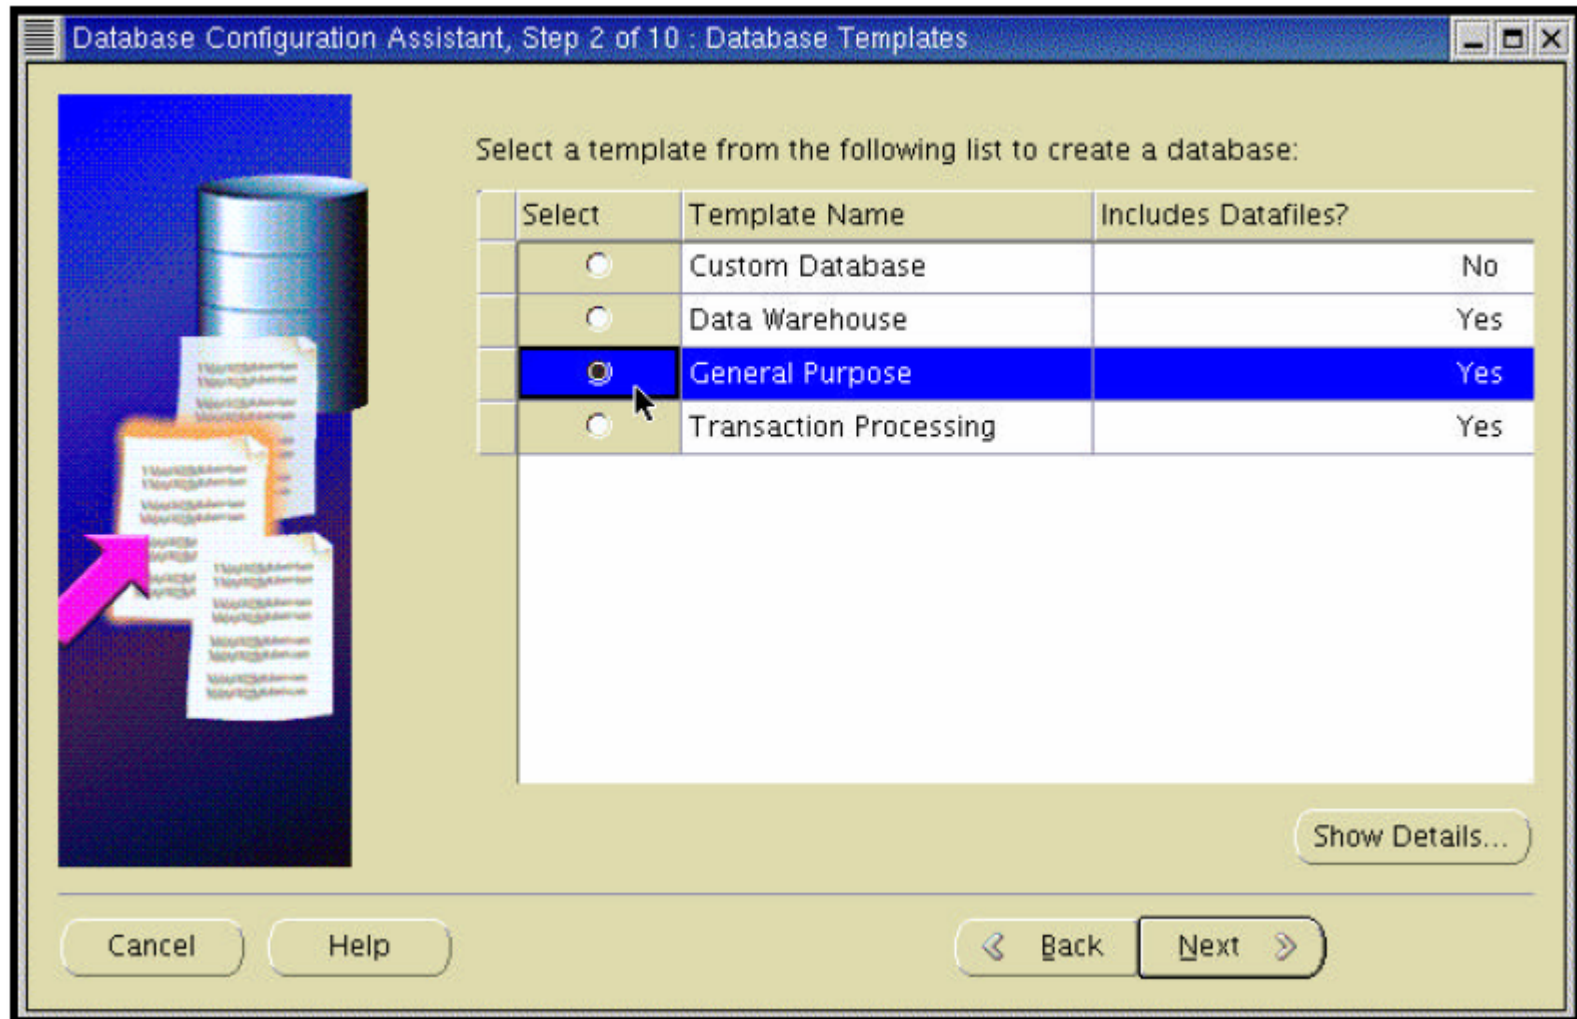 Database Configuration Assistant, Step 2 of 10 : Database Templates
Select a template from the following list to create a database:
Select Template Name Includes Datafiles?
Custom Database No
Data Warehouse Yes
General Purpose Yes
Transaction Processing Yes
Show Details...
Cancel Help Back Next